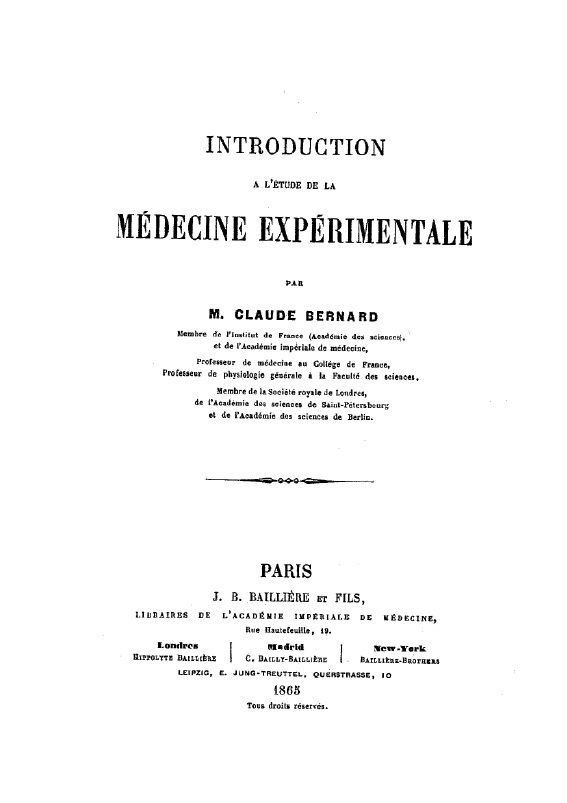 INTRODUCTION
A L'ÉTUDE DE LA
MÉDECINE EXPÉRIMENTALE
PAR
M. CLAUDE BERNARD
Membre de l'Institut de France (Académie des sciences),
et de l'Académie impériale de médecine,
Professeur de médecine au Collége de France,
Professeur de physiologie générale à la Faculté des sciences,
Membre de la Société royale de Londres,
de l'Académie des sciences de Saint-Pétersbourg
et de l'Académie des sciences de Berlin.
PARIS
J. B. BAILLIÈRE ET FILS,
LIBRAIRES DE L'ACADÉMIE IMPÉRIALE DE MÉDECINE,
Rue Hautefeuille, 19.
Londres Madrid New-York
HIPPOLYTE BAILLIÈRE C. BAILLY-BAILLIÈRE BAILLIÈRE-BROTHERS
LEIPZIG, E. JUNG-TREUTTEL, QUERSTRASSE, 10
1865
Tous droits réservés.